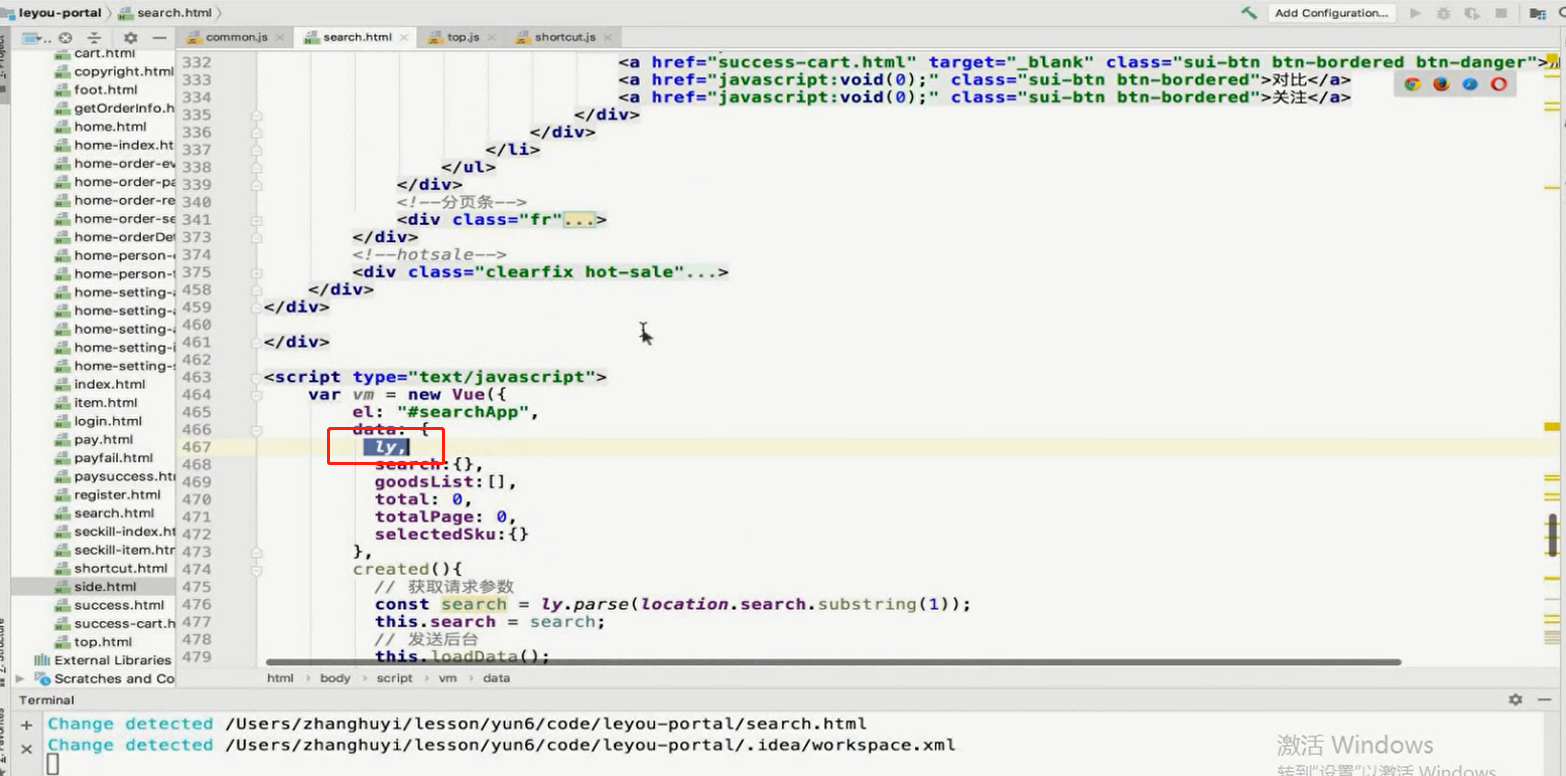 leyou-portal search.html Add Configuration...
common.js search.html top.js shortcut.js
cart.html
copyright.html
foot.html
getOrderInfo.h
home.html
home-index.ht
home-order-ev
home-order-pa
home-order-re
home-order-se
home-orderDet
home-person-
home-person-
home-setting-
home-setting-
home-setting-
home-setting-i
home-setting-
index.html
item.html
login.html
pay.html
payfail.html
paysuccess.ht
register.html
search.html
seckill-index.ht
seckill-item.htr
shortcut.html
side.html
success.html
success-cart.h
top.html
External Libraries
Scratches and Co
332 <a href="success-cart.html" target="_blank" class="sui-btn btn-bordered btn-danger">
333 <a href="javascript:void(0);" class="sui-btn btn-bordered">对比</a>
334 <a href="javascript:void(0);" class="sui-btn btn-bordered">关注</a>
335 </div>
336 </div>
337 </li>
338 </ul>
339 </div>
340 <!--分页条-->
341 <div class="fr"...>
373 </div>
374 <!--hotsale-->
375 <div class="clearfix hot-sale"...>
458 </div>
459 </div>
460
461 </div>
462
463 <script type="text/javascript">
464 var vm = new Vue({
465 el: "#searchApp",
466 data: {
467 ly,
468 search:{},
469 goodsList:[],
470 total: 0,
471 totalPage: 0,
472 selectedSku:{}
473 },
474 created(){
475 // 获取请求参数
476 const search = ly.parse(location.search.substring(1));
477 this.search = search;
478 // 发送后台
479 this.loadData();
html › body › script › vm › data
Terminal
Change detected /Users/zhanghuyi/lesson/yun6/code/leyou-portal/search.html
Change detected /Users/zhanghuyi/lesson/yun6/code/leyou-portal/.idea/workspace.xml
激活 Windows
转到"设置"以激活 Windows